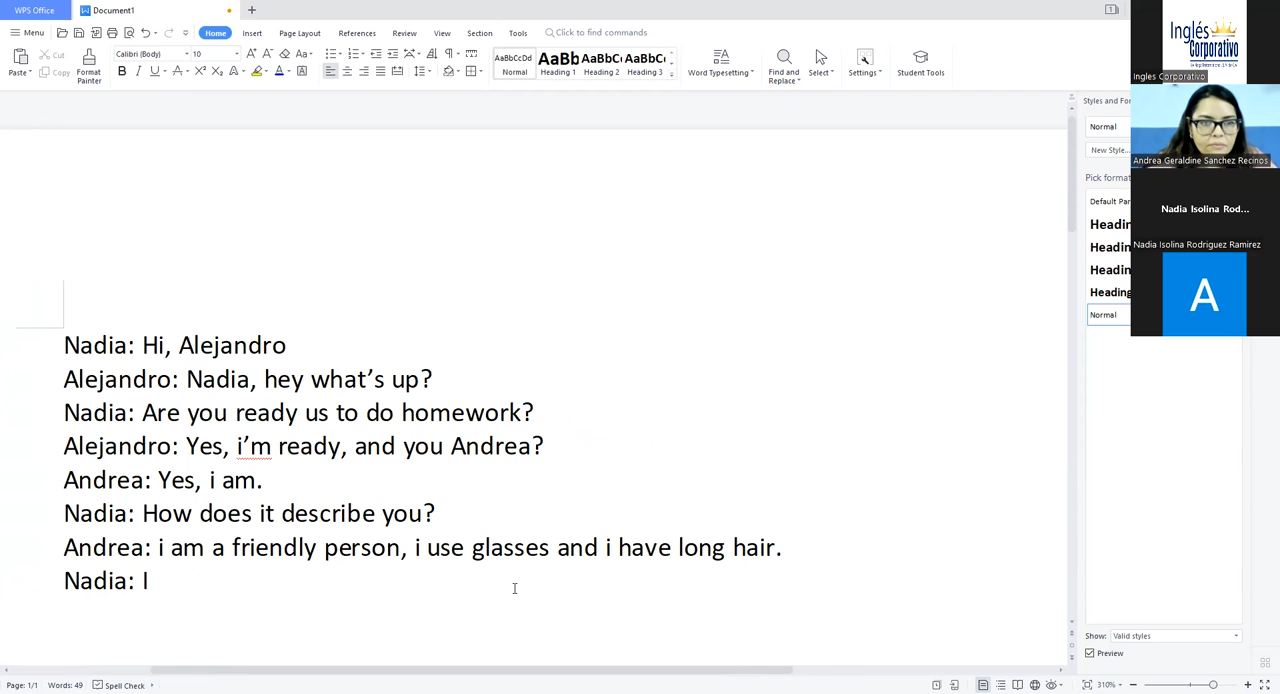 WPS Office
Document1
Menu
Home
Insert
Page Layout
References
Review
View
Section
Tools
Click to find commands
Paste
Cut
Copy
Format Painter
Calibri (Body)
10
AaBbCcDd
Normal
AaBb
Heading 1
AaBbC
Heading 2
AaBbC
Heading 3
Word Typesetting
Find and Replace
Select
Settings
Student Tools
Inglés Corporativo
Ingles Corporativo
Andrea Geraldine Sanchez Recinos
Nadia Isolina Rod...
Nadia Isolina Rodriguez Ramirez
A
Styles and For
Normal
New Style...
Pick format
Default Par
Headin
Headin
Headin
Heading
Normal
Nadia: Hi, Alejandro
Alejandro: Nadia, hey what’s up?
Nadia: Are you ready us to do homework?
Alejandro: Yes, i’m ready, and you Andrea?
Andrea: Yes, i am.
Nadia: How does it describe you?
Andrea: i am a friendly person, i use glasses and i have long hair.
Nadia: I
Show: Valid styles
Preview
Page: 1/1
Words: 49
Spell Check
310%